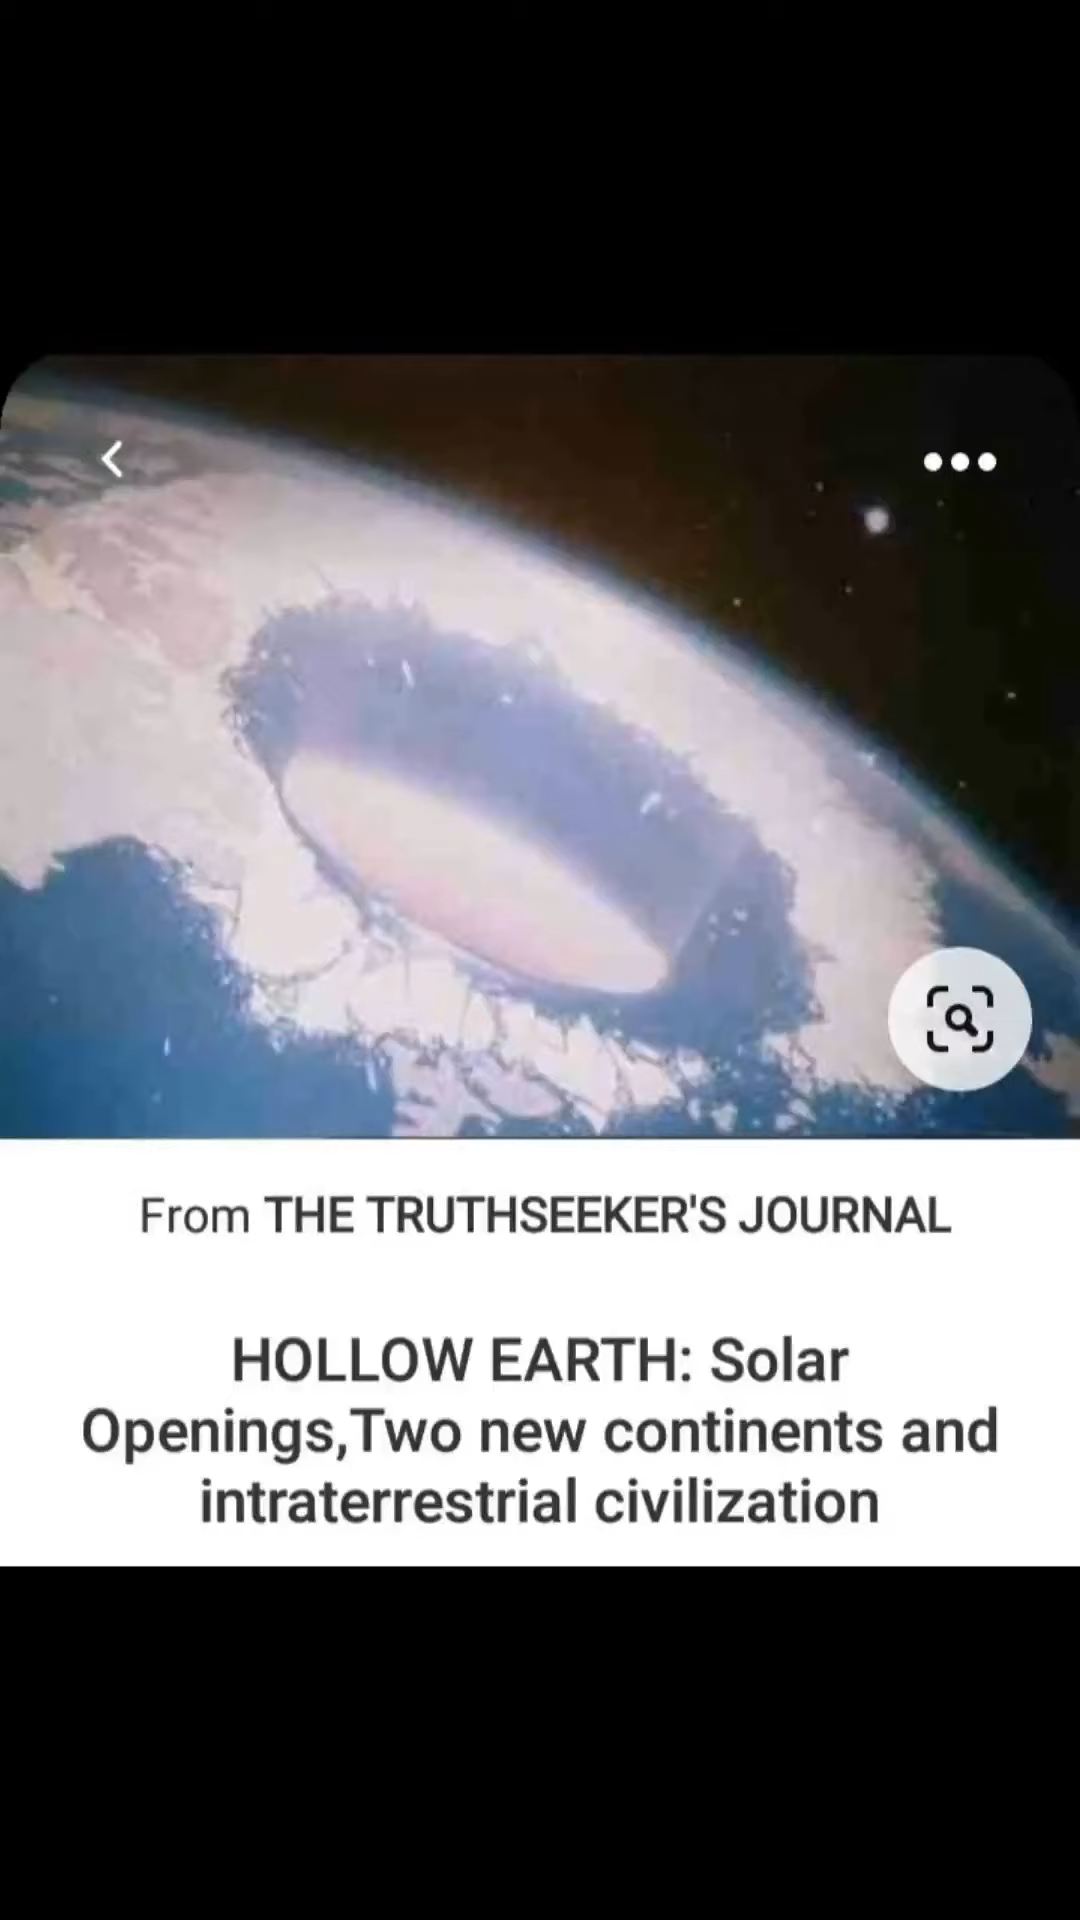 From THE TRUTHSEEKER'S JOURNAL
HOLLOW EARTH: Solar
Openings,Two new continents and
intraterrestrial civilization